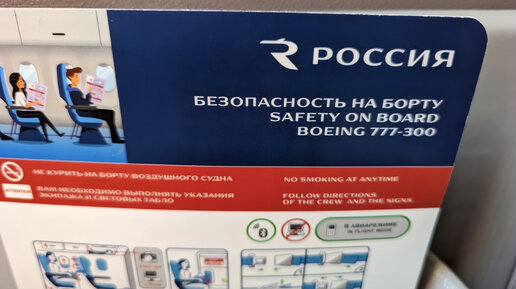 РОССИЯ
БЕЗОПАСНОСТЬ НА БОРТУ
SAFETY ON BOARD
BOEING 777-300
НЕ КУРИТЬ НА БОРТУ ВОЗДУШНОГО СУДНА
NO SMOKING AT ANYTIME
ATTENTION
ВАМ НЕОБХОДИМО ВЫПОЛНЯТЬ УКАЗАНИЯ
ЭКИПАЖА И СВЕТОВЫХ ТАБЛО
FOLLOW DIRECTIONS
OF THE CREW AND THE SIGNS
В АВИАРЕЖИМЕ
IN FLIGHT MODE